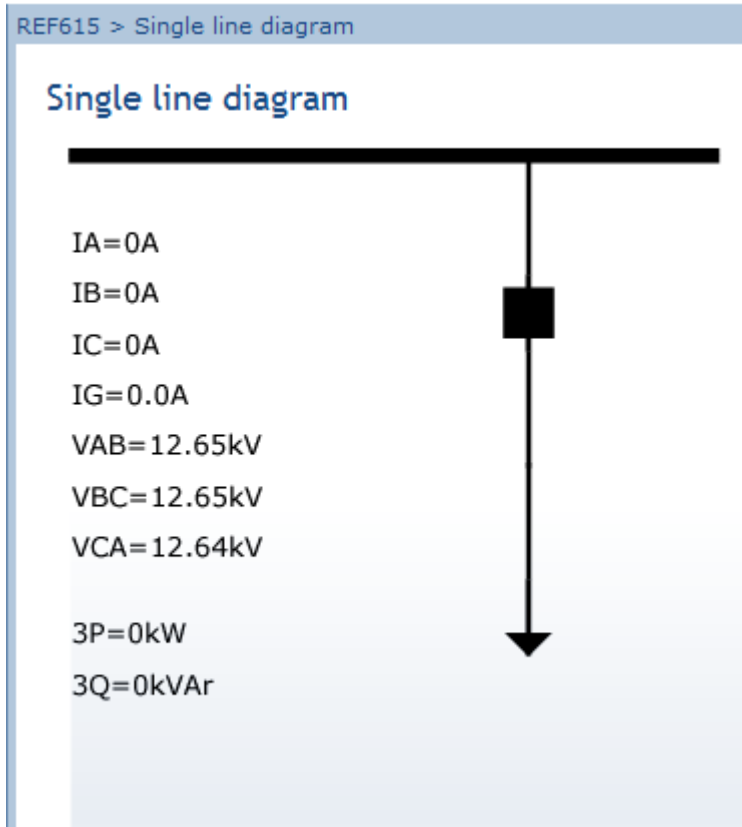 REF615 > Single line diagram
Single line diagram
IA=0A
IB=0A
IC=0A
IG=0.0A
VAB=12.65kV
VBC=12.65kV
VCA=12.64kV
3P=0kW
3Q=0kVAr